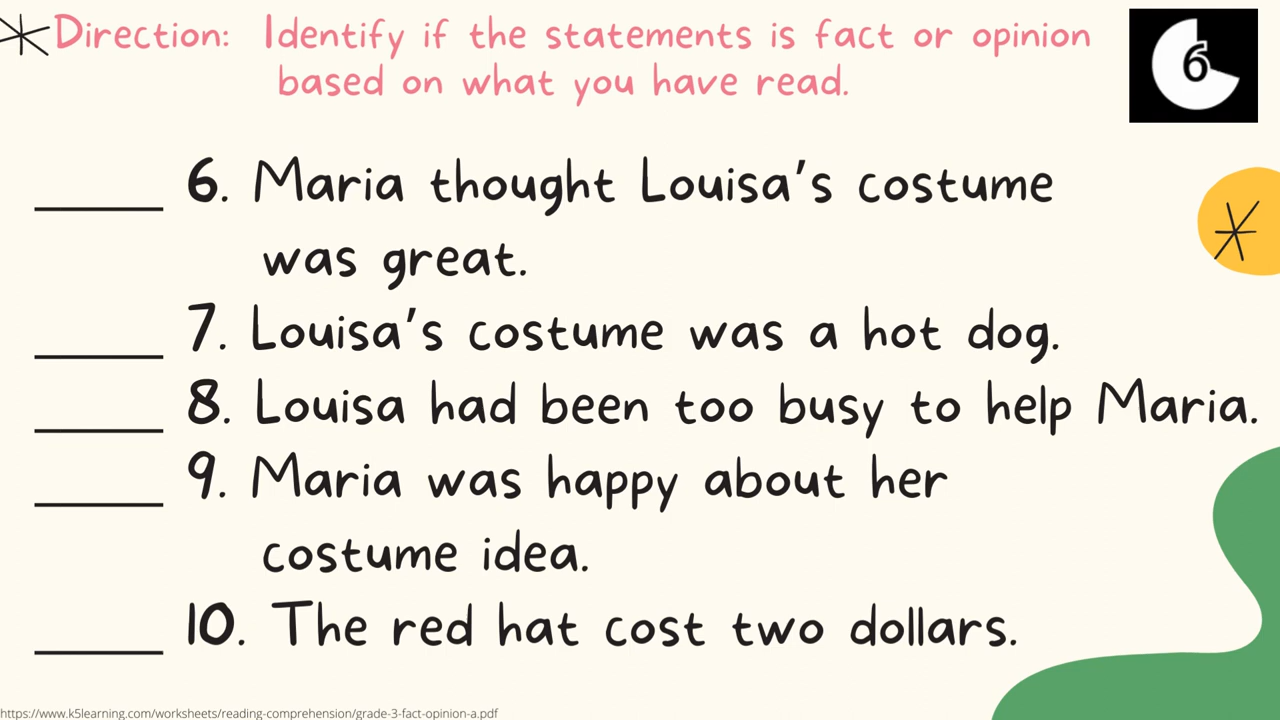 Direction: Identify if the statements is fact or opinion
based on what you have read.
6
_____ 6. Maria thought Louisa's costume
was great.
_____ 7. Louisa's costume was a hot dog.
_____ 8. Louisa had been too busy to help Maria.
_____ 9. Maria was happy about her
costume idea.
_____ 10. The red hat cost two dollars.
https://www.k5learning.com/worksheets/reading-comprehension/grade-3-fact-opinion-a.pdf